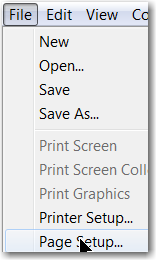 File Edit View
New
Open...
Save
Save As...
Print Screen
Print Screen
Print Graphics
Printer Setup...
Page Setup...